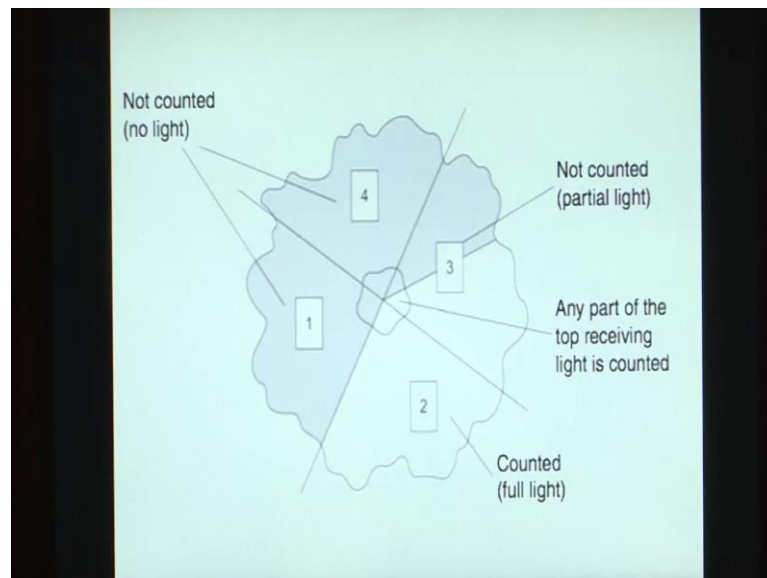 Not counted
(no light)
4
Not counted
(partial light)
3
Any part of the
top receiving
light is counted
1
2
Counted
(full light)